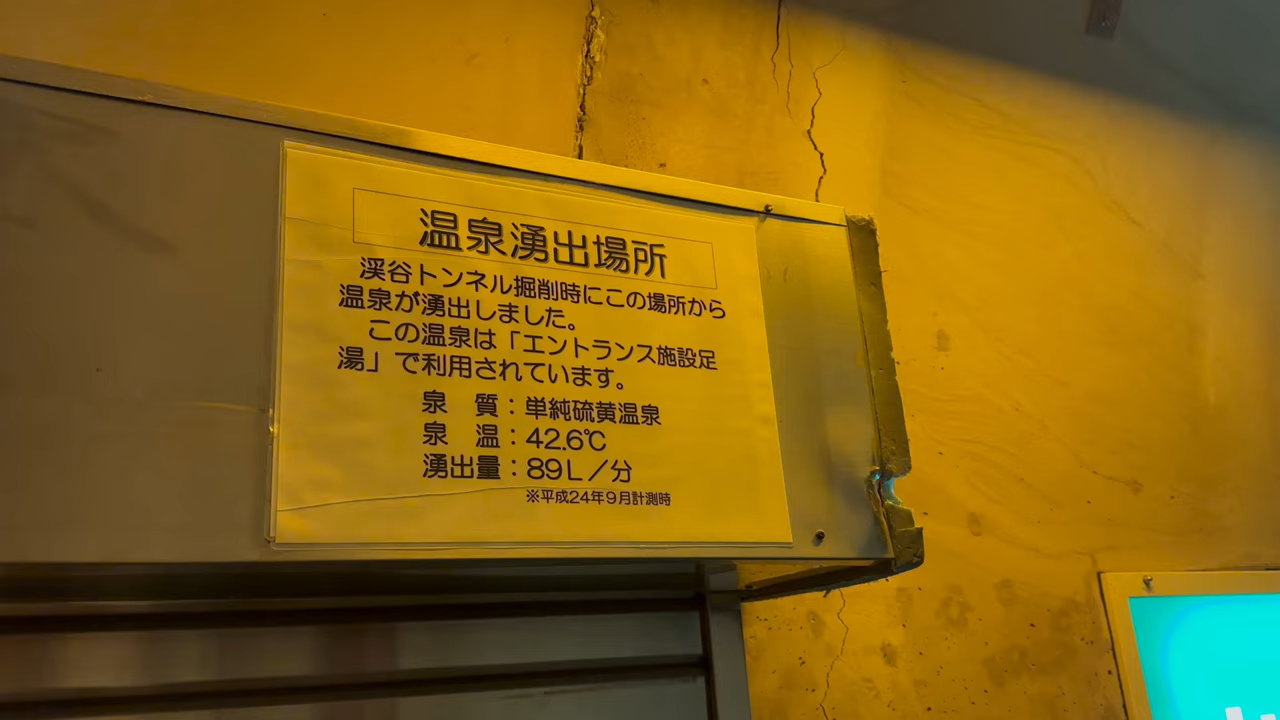 温泉湧出場所
渓谷トンネル掘削時にこの場所から
温泉が湧出しました。
この温泉は「エントランス施設足
湯」で利用されています。
泉　質：単純硫黄温泉
泉　温：42.6℃
湧出量：89L／分
※平成24年9月計測時